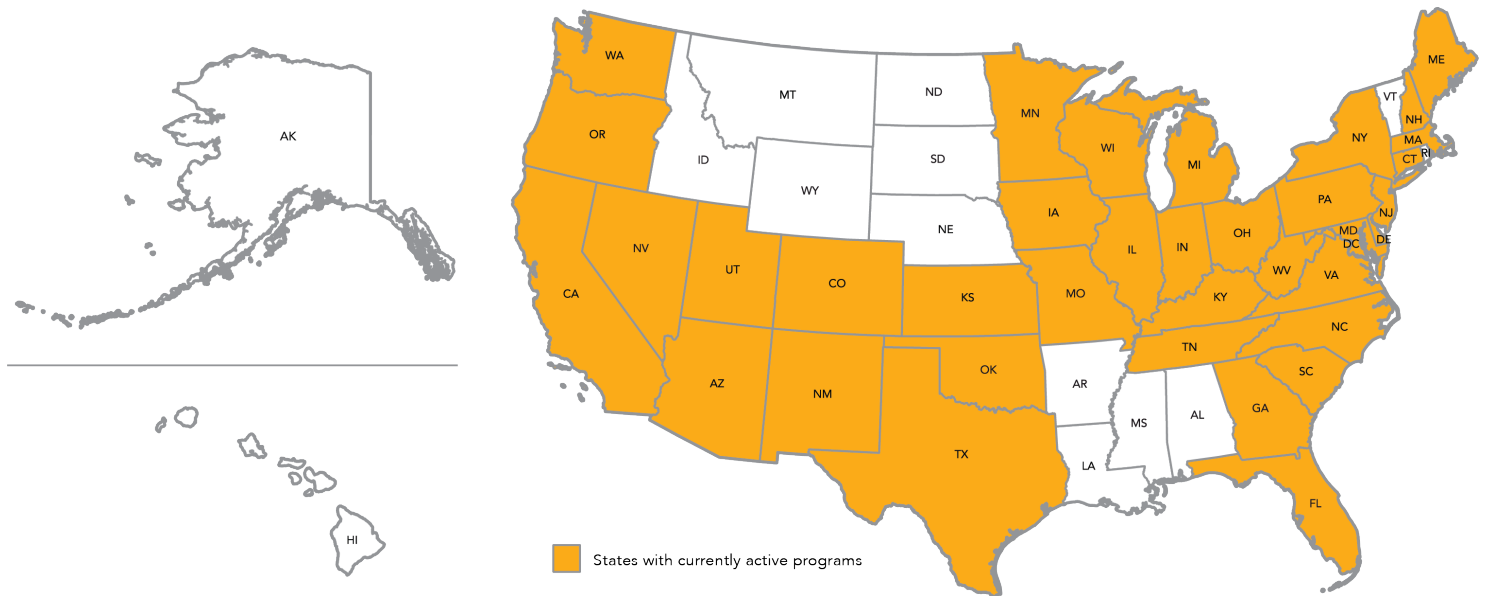 WA
ME
MT
ND
VT
MN
NH
OR
NY
MA
AK
WI
CT
RI
ID
SD
MI
WY
PA
IA
NJ
NE
MD
OH
DE
DC
NV
IL
IN
UT
WV
VA
CO
CA
MO
KS
KY
NC
TN
OK
SC
AZ
AR
NM
GA
AL
MS
TX
LA
FL
HI
States with currently active programs